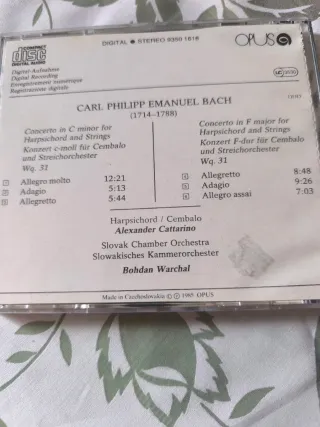 COMPACT
disc
DIGITAL AUDIO
DIGITAL ● STEREO 9350 1618
OPUS
Digital-Aufnahme
Digital Recording
Enregistrement numérique
Registrazione digitale
CARL PHILIPP EMANUEL BACH
(1714–1788)
Concerto in C minor for
Harpsichord and Strings
Konzert c-moll für Cembalo
und Streichorchester
Wq. 31
Allegro molto 12:21
Adagio 5:13
Allegretto 5:44
Concerto in F major for
Harpsichord and Strings
Konzert F-dur für Cembalo
und Streichorchester
Wq. 31
Allegretto 8:48
Adagio 9:26
Allegro assai 7:03
Harpsichord / Cembalo
Alexander Cattarino
Slovak Chamber Orchestra
Slowakisches Kammerorchester
Bohdan Warchal
Made in Czechoslovakia Ⓒ Ⓟ 1985 OPUS